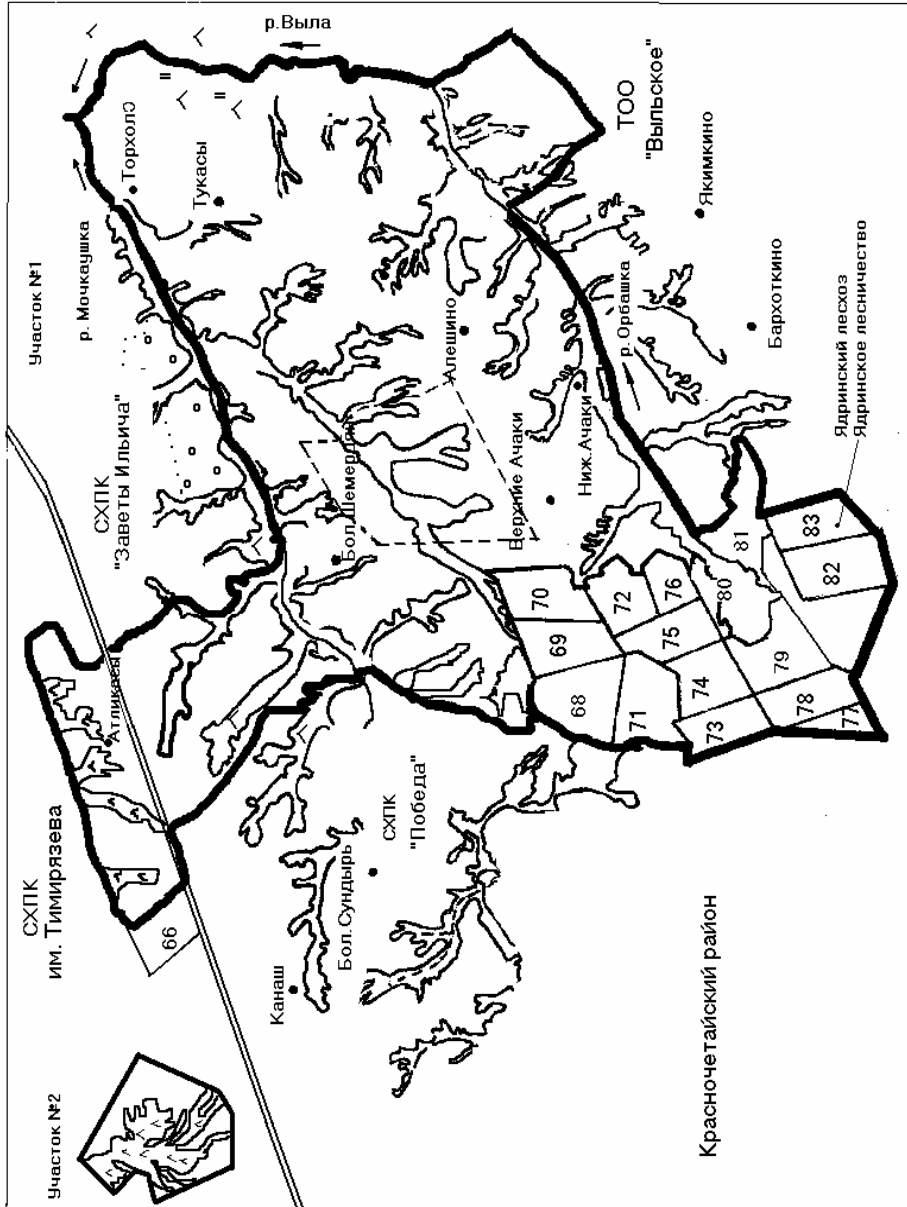 Участок №2
СХПК
им. Тимирязева
Участок №1
66
Атликасы
СХПК
"Заветы Ильича"
р. Мочкаушка
Торхолс
Тукасы
р.Выла
Канаш
Бол.Сундырь
СХПК
"Победа"
Бол.Шемердян
Алешино
Верхние Ачаки
Ниж.Ачаки
р.Орбашка
ТОО
"Выльское"
Якимкино
Бархоткино
68
69
70
71
72
73
74
75
76
77
78
79
80
81
82
83
Ядринский лесхоз
Ядринское лесничество
Красночетайский район